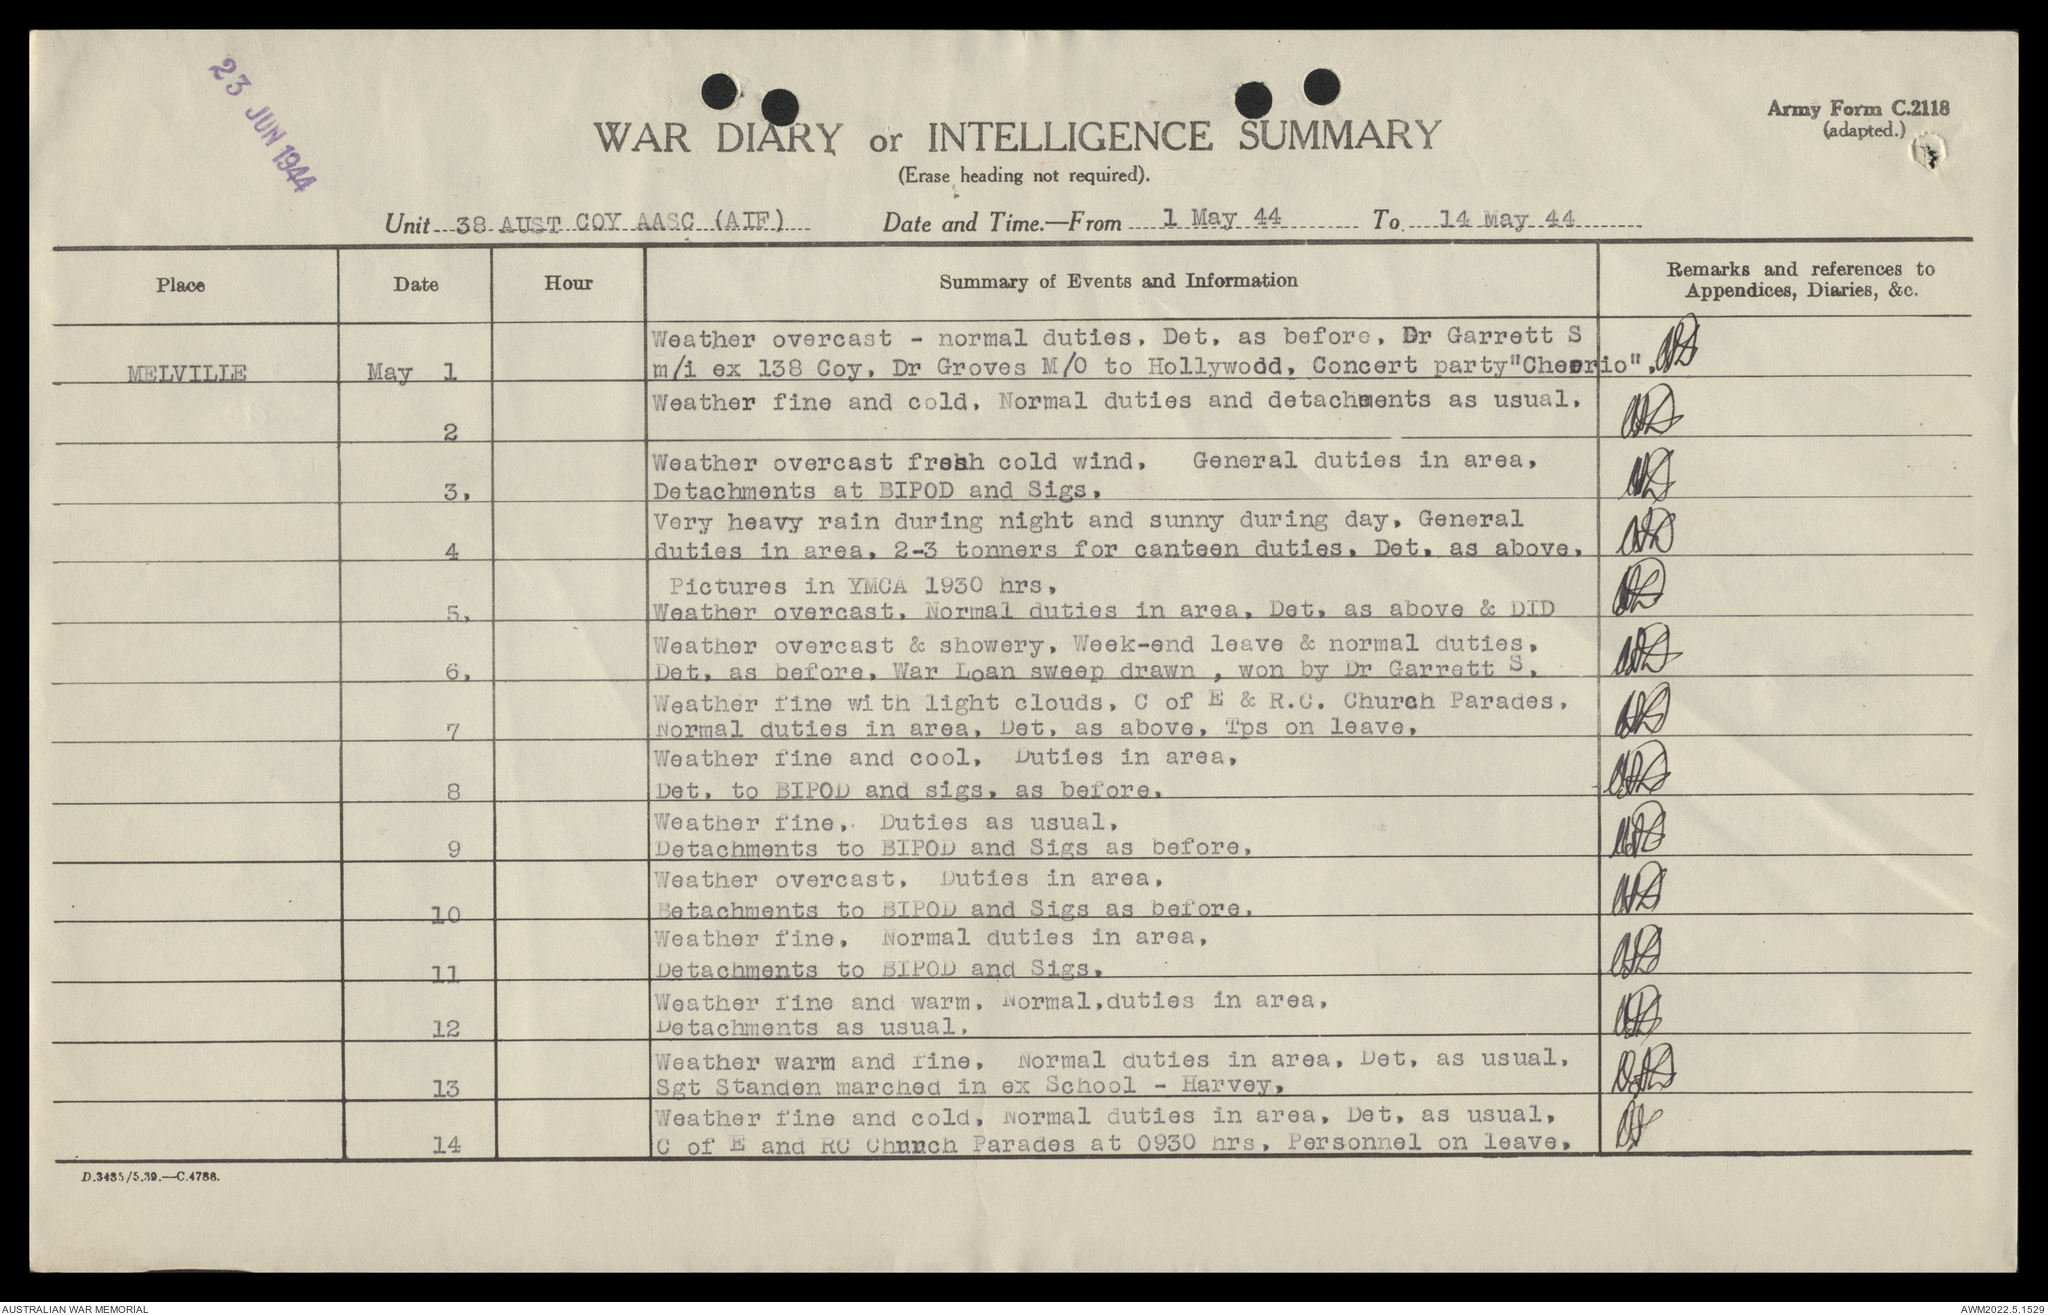 23 JUN 1944
Army Form C.2118
(adapted.)
WAR DIARY or INTELLIGENCE SUMMARY
(Erase heading not required).
Unit 38 AUST COY AASC (AIF) Date and Time.—From 1 May 44 To 14 May 44
Place Date Hour Summary of Events and Information Remarks and references to
Appendices, Diaries, &c.
Weather overcast - normal duties. Det. as before. Dr Garrett S
MELVILLE May 1 m/i ex 138 Coy. Dr Groves M/O to Hollywodd. Concert party"Cheerio".
Weather fine and cold. Normal duties and detachments as usual.
2
Weather overcast fresh cold wind. General duties in area.
3. Detachments at BIPOD and Sigs.
Very heavy rain during night and sunny during day. General
4 duties in area. 2-3 tonners for canteen duties. Det. as above.
Pictures in YMCA 1930 hrs.
5. Weather overcast. Normal duties in area. Det. as above & DID
Weather overcast & showery. Week-end leave & normal duties.
6. Det. as before. War Loan sweep drawn , won by Dr Garrett S.
Weather fine with light clouds. C of E & R.C. Church Parades.
7 Normal duties in area. Det. as above. Tps on leave.
Weather fine and cool. Duties in area.
8 Det. to BIPOD and sigs. as before.
Weather fine. Duties as usual.
9 Detachments to BIPOD and Sigs as before.
Weather overcast. Duties in area.
10 Betachments to BIPOD and Sigs as before.
Weather fine. Normal duties in area.
11 Detachments to BIPOD and Sigs.
Weather fine and warm. Normal.duties in area.
12 Detachments as usual.
Weather warm and fine. Normal duties in area. Det. as usual.
13 Sgt Standen marched in ex School - Harvey.
Weather fine and cold. Normal duties in area. Det. as usual.
14 C of E and RC Church Parades at 0930 hrs. Personnel on leave.
D.3485/5.39.—C.4788.
AUSTRALIAN WAR MEMORIAL
AWM2022.5.1529